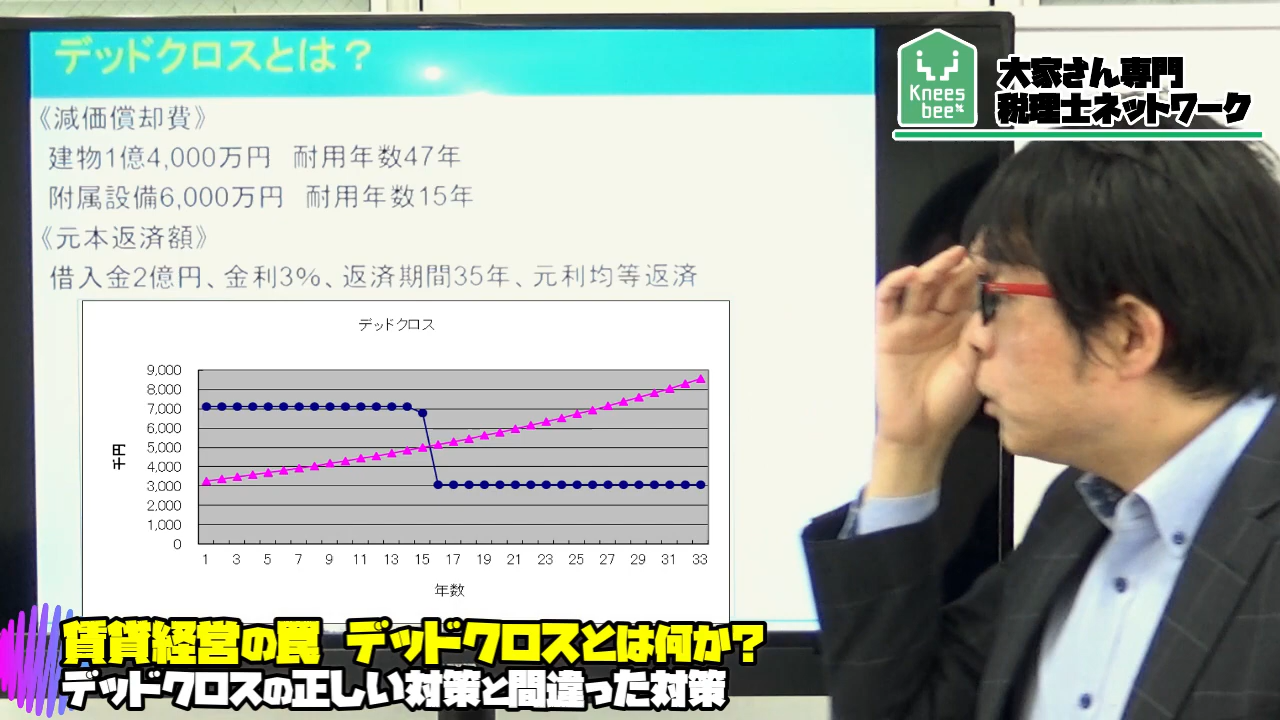 デッドクロスとは？
《減価償却費》
建物1億4,000万円　耐用年数47年
附属設備6,000万円　耐用年数15年
《元本返済額》
借入金2億円、金利3%、返済期間35年、元利均等返済
デッドクロス
9,000
8,000
7,000
6,000
5,000
4,000
3,000
2,000
1,000
0
千円
1 3 5 7 9 11 13 15 17 19 21 23 25 27 29 31 33
年数
Knees
bee
大家さん専門
税理士ネットワーク
賃貸経営の罠　デッドクロスとは何か?
デッドクロスの正しい対策と間違った対策